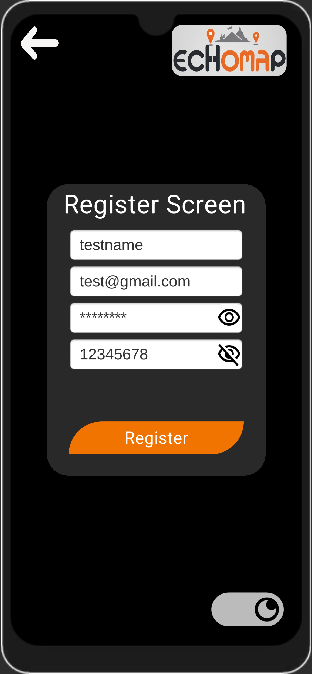 ECHOMAP
Register Screen
testname
test@gmail.com
********
12345678
Register